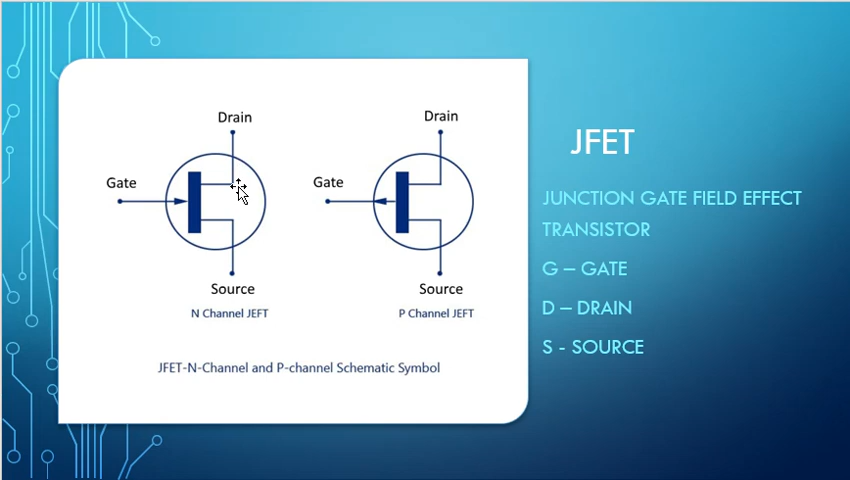 Drain
Drain
Gate
Gate
Source
Source
N Channel JEFT
P Channel JEFT
JFET-N-Channel and P-channel Schematic Symbol
JFET
JUNCTION GATE FIELD EFFECT
TRANSISTOR
G – GATE
D – DRAIN
S - SOURCE